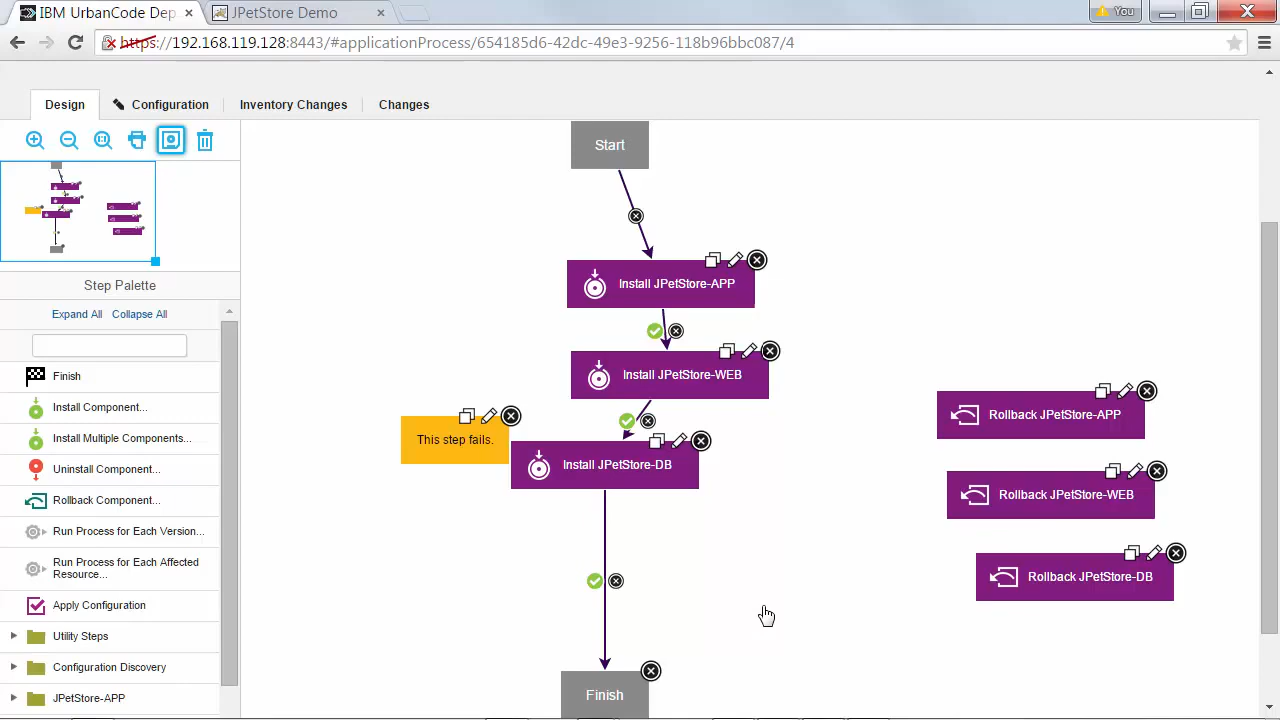 IBM UrbanCode Dep
JPetStore Demo
You
https://192.168.119.128:8443/#applicationProcess/654185d6-42dc-49e3-9256-118b96bbc087/4
Design
Configuration
Inventory Changes
Changes
Start
Step Palette
Expand All
Collapse All
Finish
Install Component...
Install Multiple Components...
Uninstall Component...
Rollback Component...
Run Process for Each Version...
Run Process for Each Affected
Resource...
Apply Configuration
Utility Steps
Configuration Discovery
JPetStore-APP
Install JPetStore-APP
Install JPetStore-WEB
This step fails.
Install JPetStore-DB
Finish
Rollback JPetStore-APP
Rollback JPetStore-WEB
Rollback JPetStore-DB